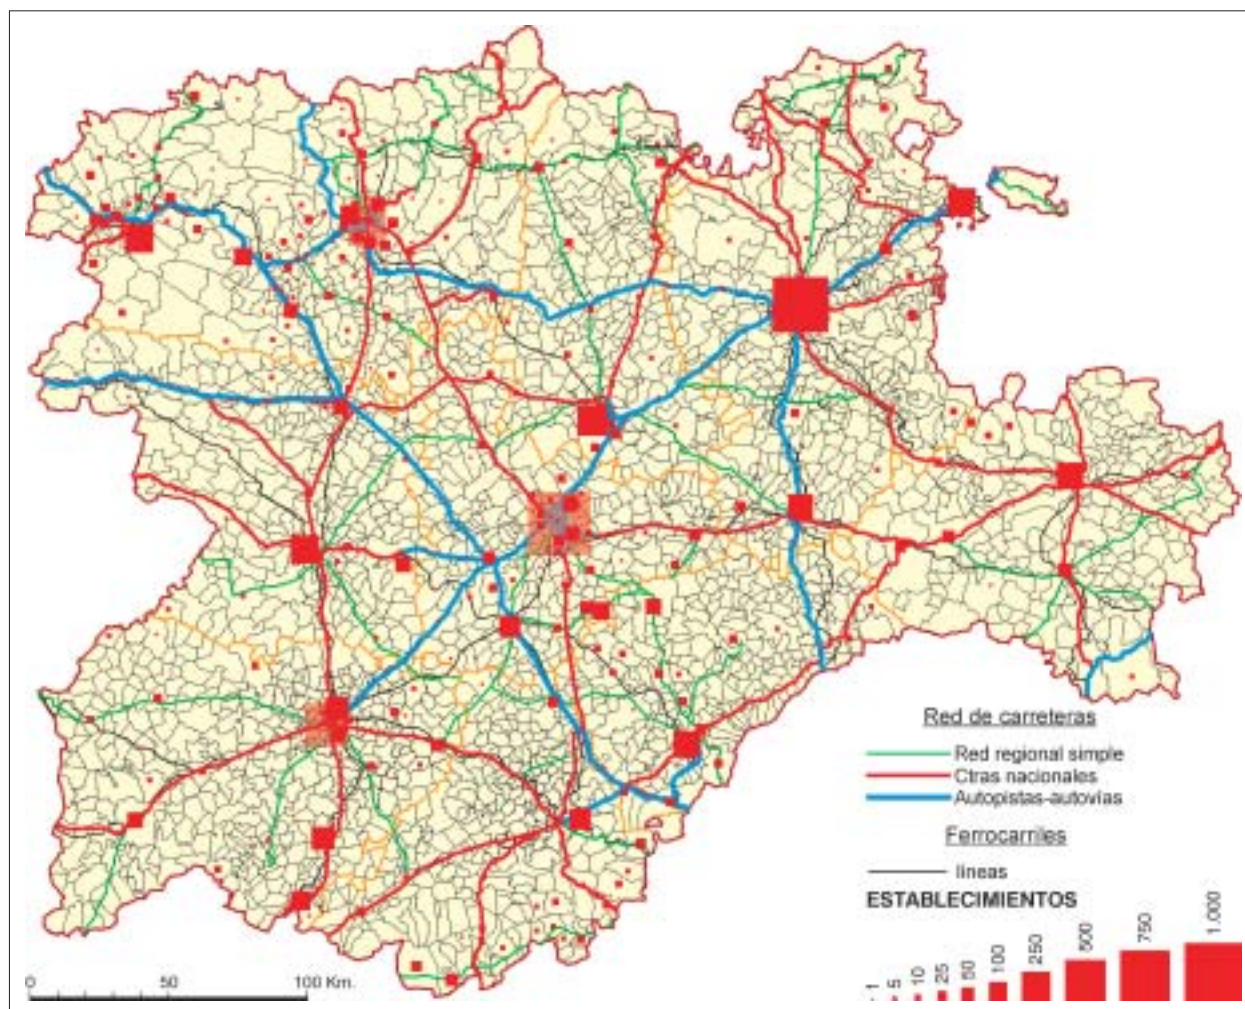 Red de carreteras
Red regional simple
Ctras nacionales
Autopistas-autovías
Ferrocarriles
líneas
ESTABLECIMIENTOS
1 5 10 25 50 100 250 500 750 1.000
0 50 100 Km.